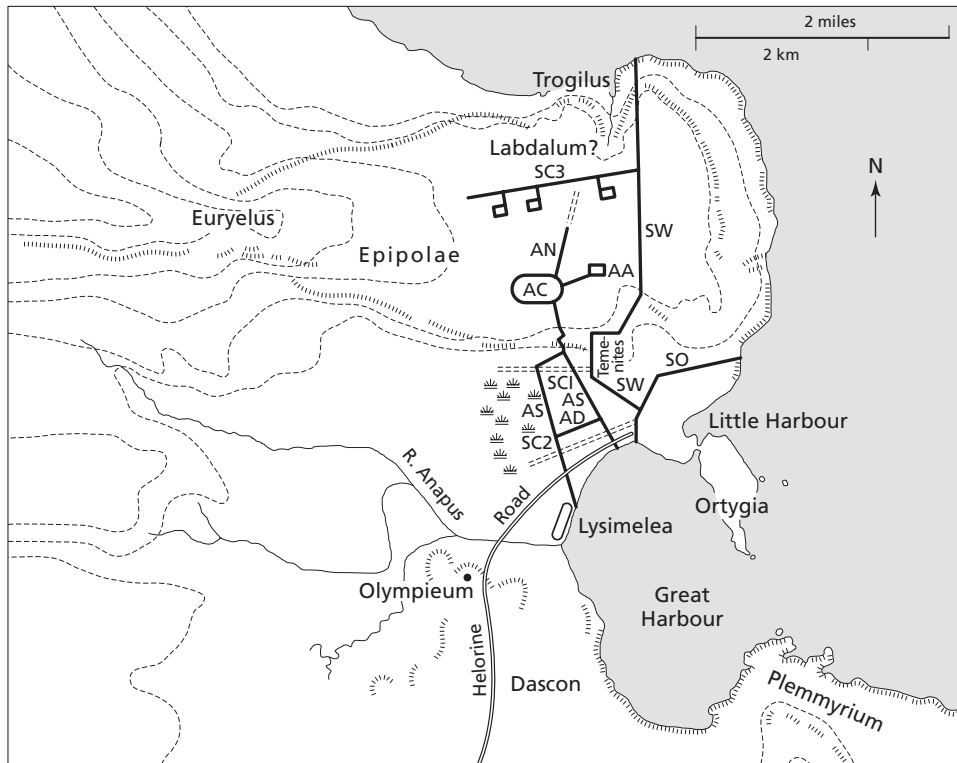 2 miles
2 km
Trogilus
Labdalum?
SC3
N
Euryelus
SW
Epipolae
AN
AA
AC
Teme-
nites
SO
SCI
SW
AS
AS
AD
Little Harbour
SC2
R. Anapus
Road
Ortygia
Lysimelea
Olympieum
Great
Harbour
Helorine
Dascon
Plemmyrium